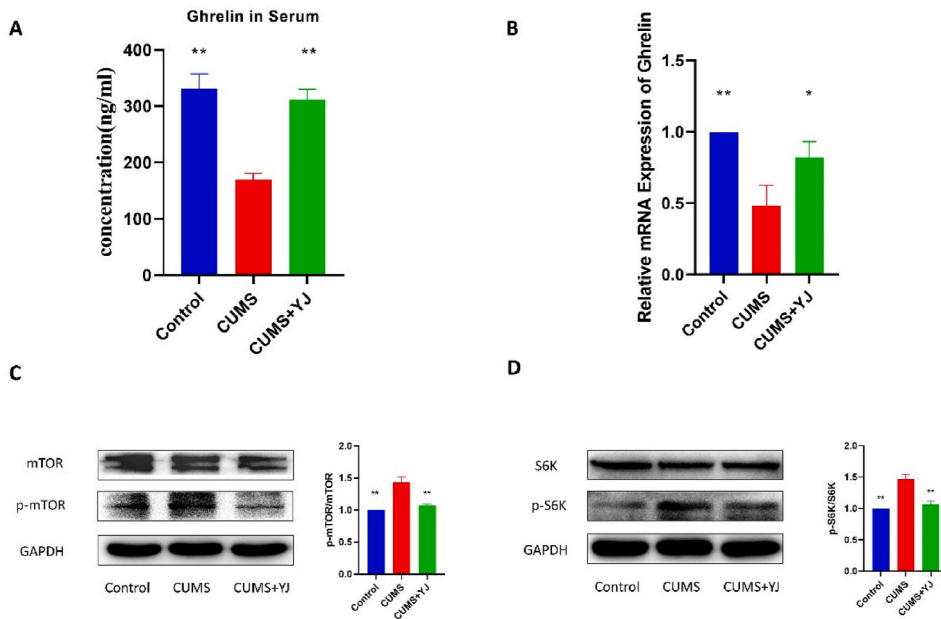 A
Ghrelin in Serum
concentration(ng/ml)
400
300
200
100
0
**
**
Control
CUMS
CUMS+YJ
B
Relative mRNA Expression of Ghrelin
1.5
1.0
0.5
0.0
**
*
Control
CUMS
CUMS+YJ
C
mTOR
p-mTOR
GAPDH
Control CUMS CUMS+YJ
p-mTOR/mTOR
2.0
1.5
1.0
0.5
0.0
**
**
Control
CUMS
CUMS+YJ
D
S6K
p-S6K
GAPDH
Control CUMS CUMS+YJ
p-S6K/S6K
2.0
1.5
1.0
0.5
0.0
**
**
Control
CUMS
CUMS+YJ